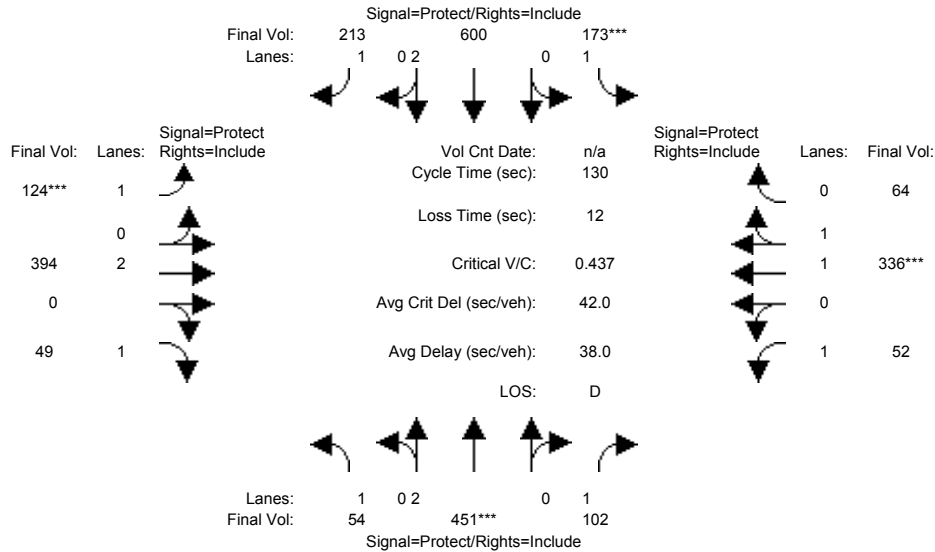 Signal=Protect/Rights=Include
Final Vol: 213 600 173***
Lanes: 1 0 2 0 1
Signal=Protect Signal=Protect
Final Vol: Lanes: Rights=Include Vol Cnt Date: n/a Rights=Include Lanes: Final Vol:
Cycle Time (sec): 130
124*** 1 0 64
Loss Time (sec): 12
0 1
394 2 Critical V/C: 0.437 1 336***
0 0 Avg Crit Del (sec/veh): 42.0 0
49 1 Avg Delay (sec/veh): 38.0 1 52
LOS: D
Lanes: 1 0 2 0 1
Final Vol: 54 451*** 102
Signal=Protect/Rights=Include